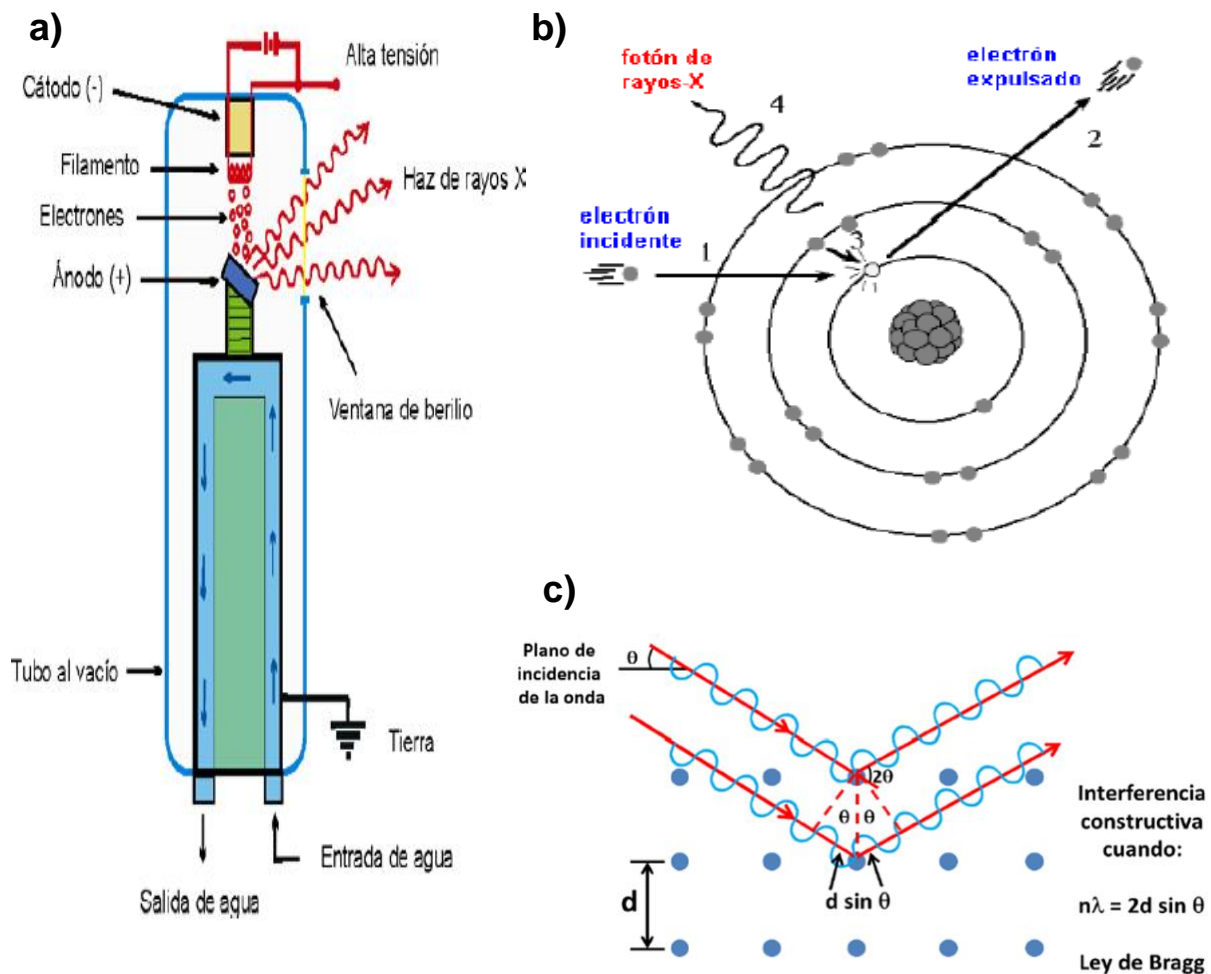 a)
Alta tensión
Cátodo (-)
Filamento
Haz de rayos X
Electrones
Ánodo (+)
Ventana de berilio
Tubo al vacío
Tierra
Entrada de agua
Salida de agua
b)
fotón de
rayos-X
electrón
expulsado
4
2
electrón
incidente
1
3
c)
Plano de
incidencia
de la onda
θ
2θ
θ θ
d sin θ
d
Interferencia
constructiva
cuando:
nλ = 2d sin θ
Ley de Bragg